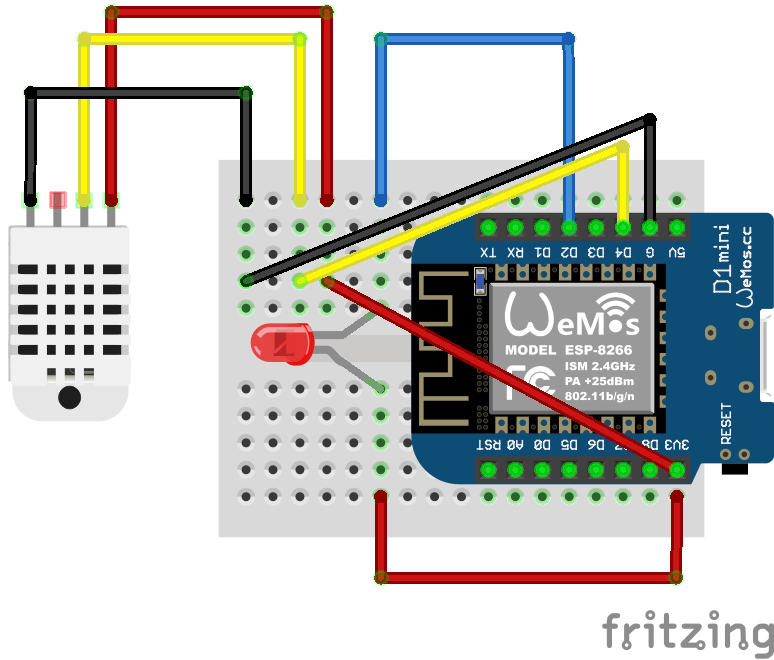 TX RX D1 D2 D3 D4 G 5V
D1 mini
WeMos.cc
WeMos
MODEL ESP-8266
FC
ISM 2.4GHz
PA +25dBm
802.11b/g/n
RST A0 D0 D5 D6 D8 3V3
RESET
fritzing